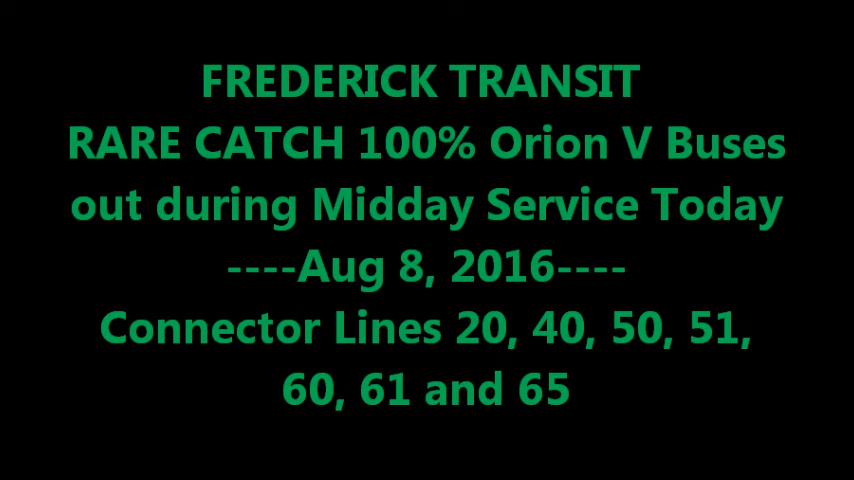 FREDERICK TRANSIT
RARE CATCH 100% Orion V Buses
out during Midday Service Today
----Aug 8, 2016----
Connector Lines 20, 40, 50, 51,
60, 61 and 65